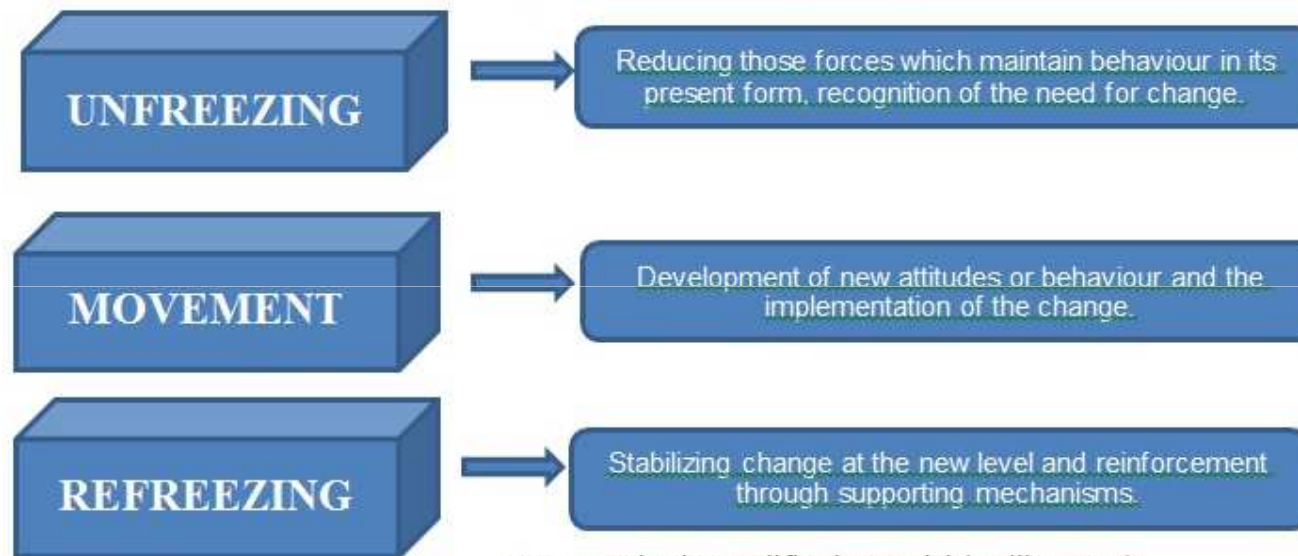 UNFREEZING
Reducing those forces which maintain behaviour in its
present form, recognition of the need for change.
MOVEMENT
Development of new attitudes or behaviour and the
implementation of the change.
REFREEZING
Stabilizing change at the new level and reinforcement
through supporting mechanisms.